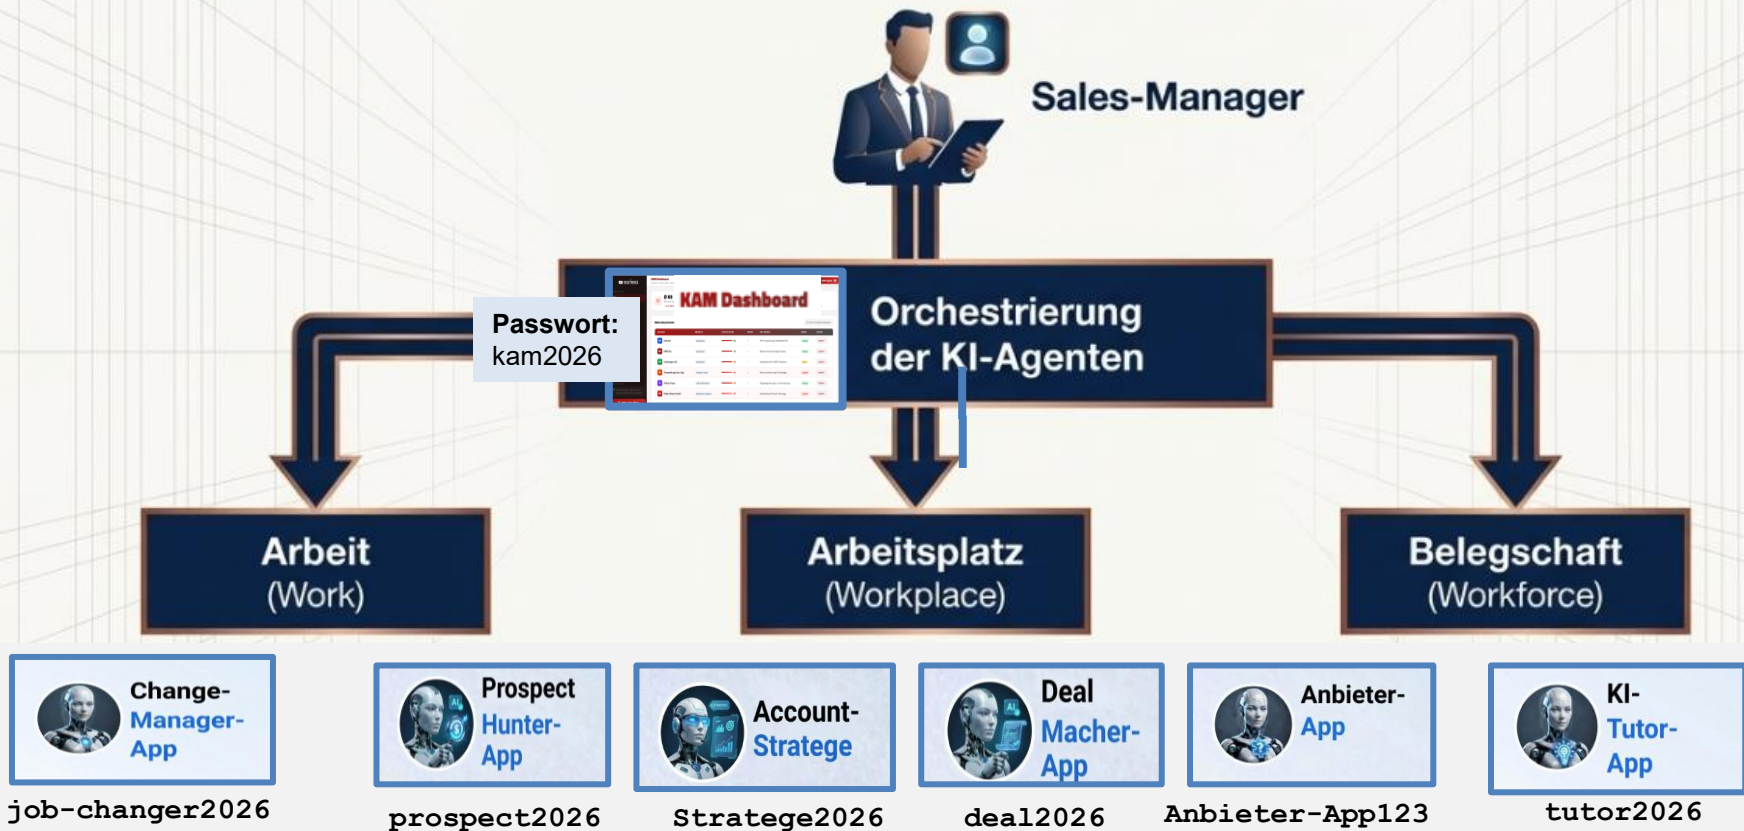 Sales-Manager
KAM Dashboard
Passwort:
kam2026
Orchestrierung
der KI-Agenten
Arbeit
(Work)
Arbeitsplatz
(Workplace)
Belegschaft
(Workforce)
Change-
Manager-
App
Prospect
Hunter-
App
Account-
Stratege
Deal
Macher-
App
Anbieter-
App
KI-
Tutor-
App
job-changer2026
prospect2026
Stratege2026
deal2026
Anbieter-App123
tutor2026